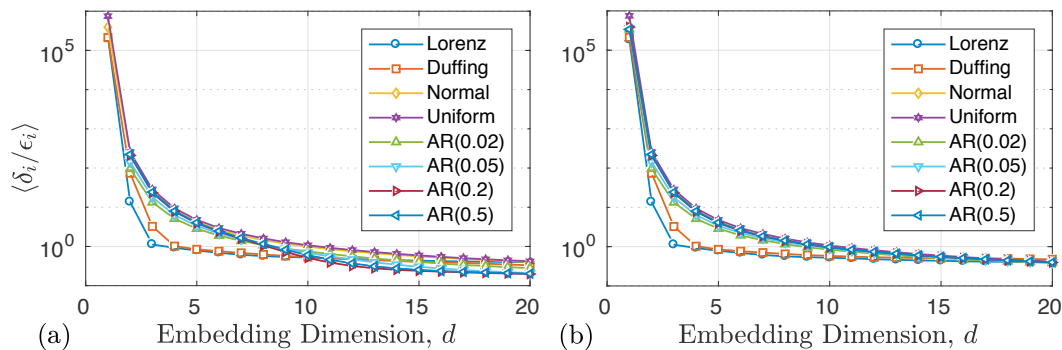 10^5
10^0
⟨δ_i/ϵ_i⟩
Lorenz
Duffing
Normal
Uniform
AR(0.02)
AR(0.05)
AR(0.2)
AR(0.5)
0 5 10 15 20
(a) Embedding Dimension, d
10^5
10^0
Lorenz
Duffing
Normal
Uniform
AR(0.02)
AR(0.05)
AR(0.2)
AR(0.5)
0 5 10 15 20
(b) Embedding Dimension, d